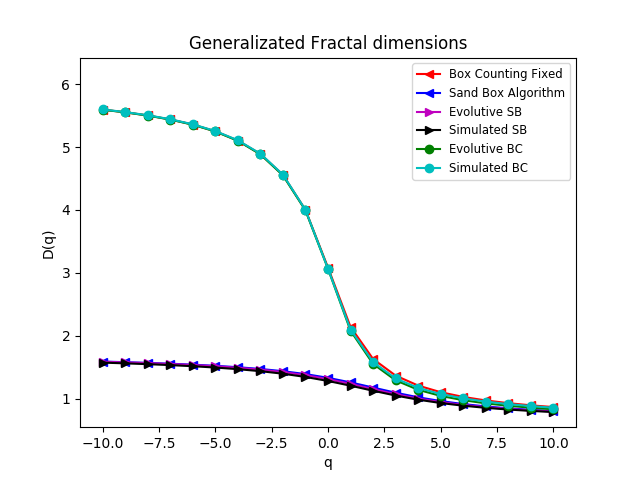 Generalizated Fractal dimensions
Box Counting Fixed
Sand Box Algorithm
Evolutive SB
Simulated SB
Evolutive BC
Simulated BC
D(q)
6
5
4
3
2
1
−10.0 −7.5 −5.0 −2.5 0.0 2.5 5.0 7.5 10.0
q